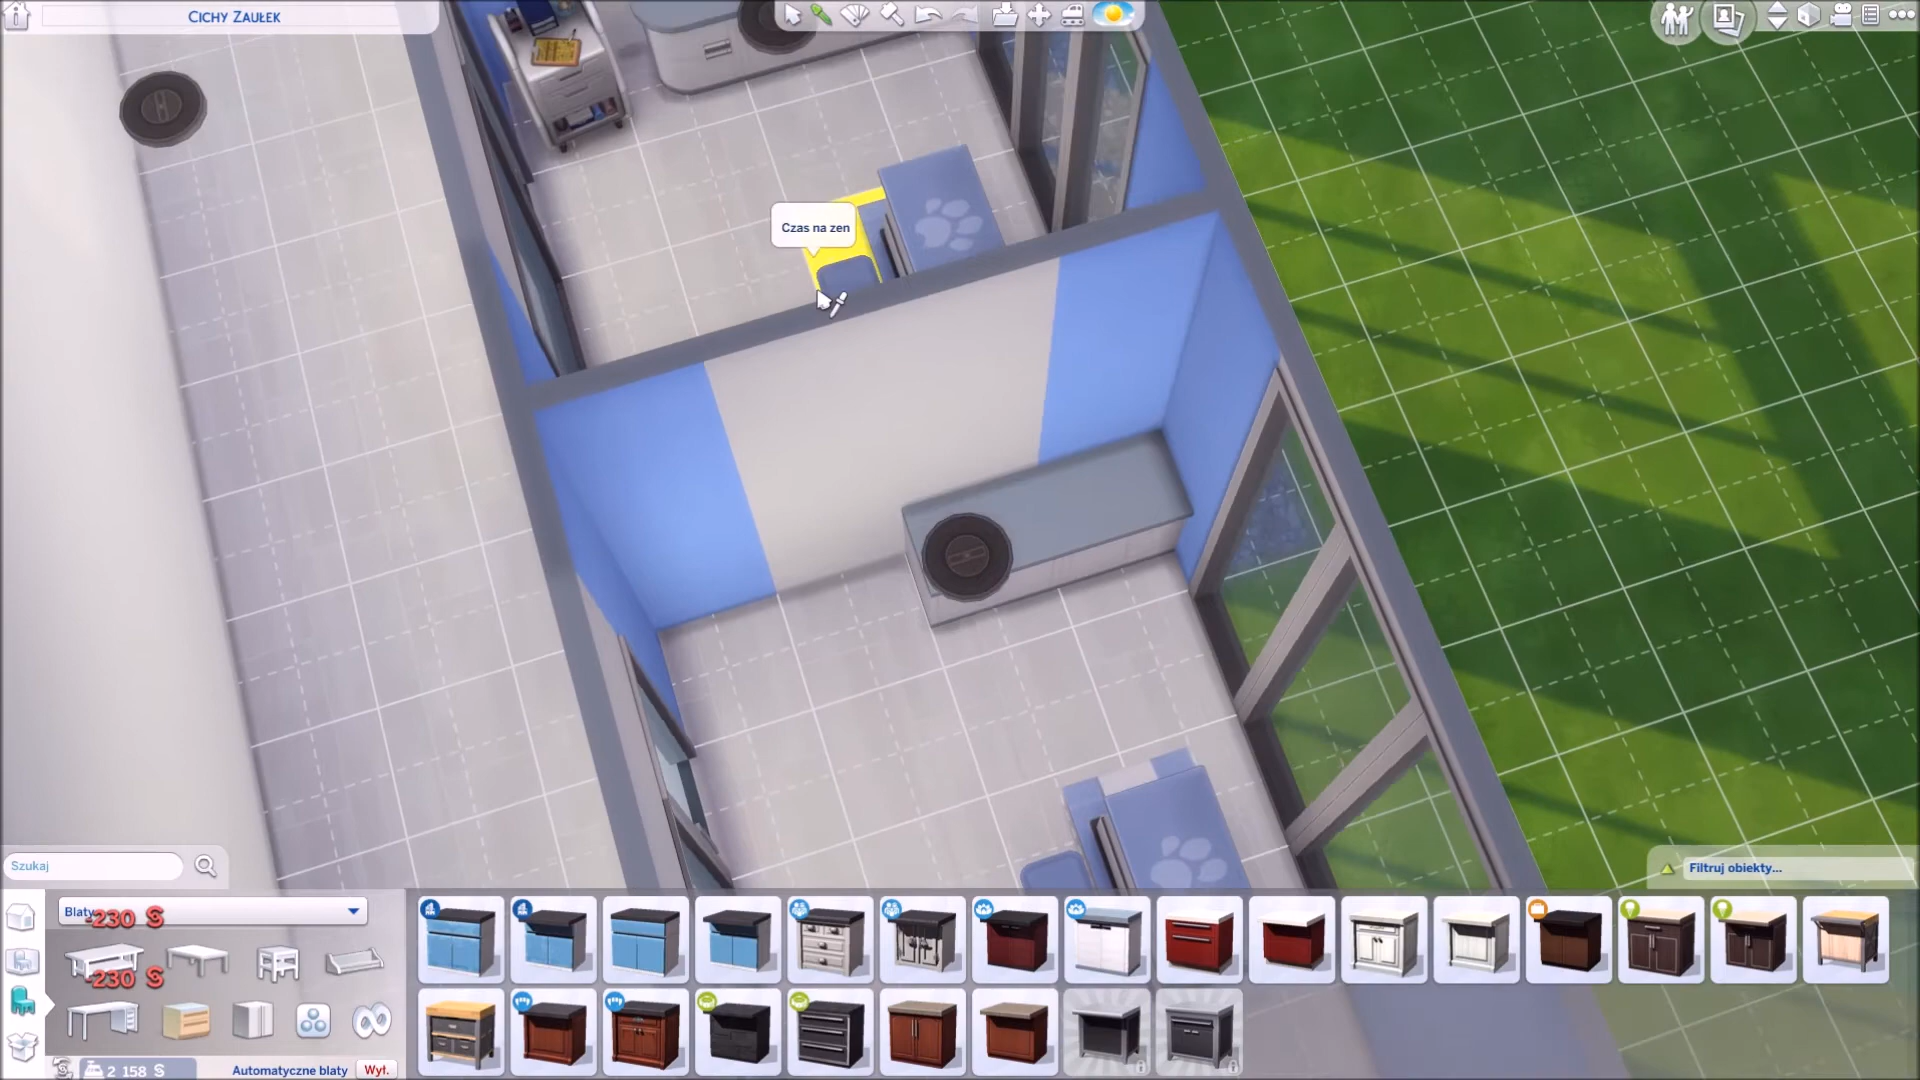 Cichy Zaułek
Czas na zen
Szukaj
Filtruj obiekty...
Blaty
-230 $
-230 $
2 158 $
Automatyczne blaty
Wył.